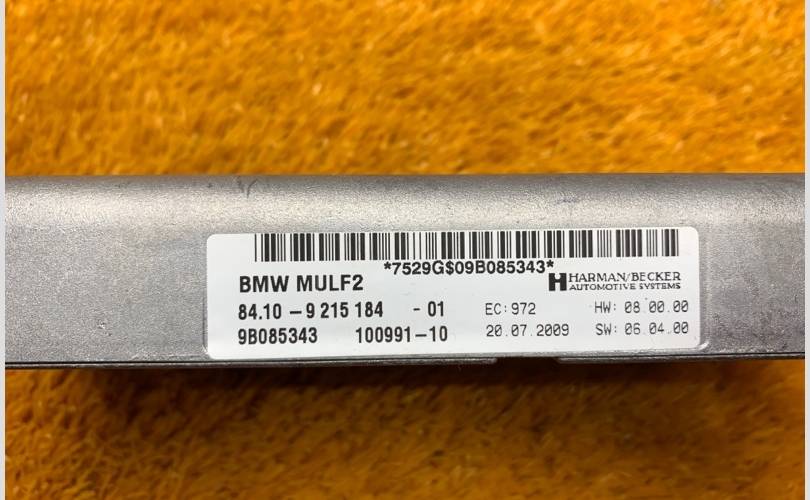 *7529G$09B085343*
BMW MULF2
HARMAN/BECKER
AUTOMOTIVE SYSTEMS
84.10 – 9 215 184 - 01 EC: 972 HW: 08.00.00
9B085343 100991-10 20.07.2009 SW: 06.04.00